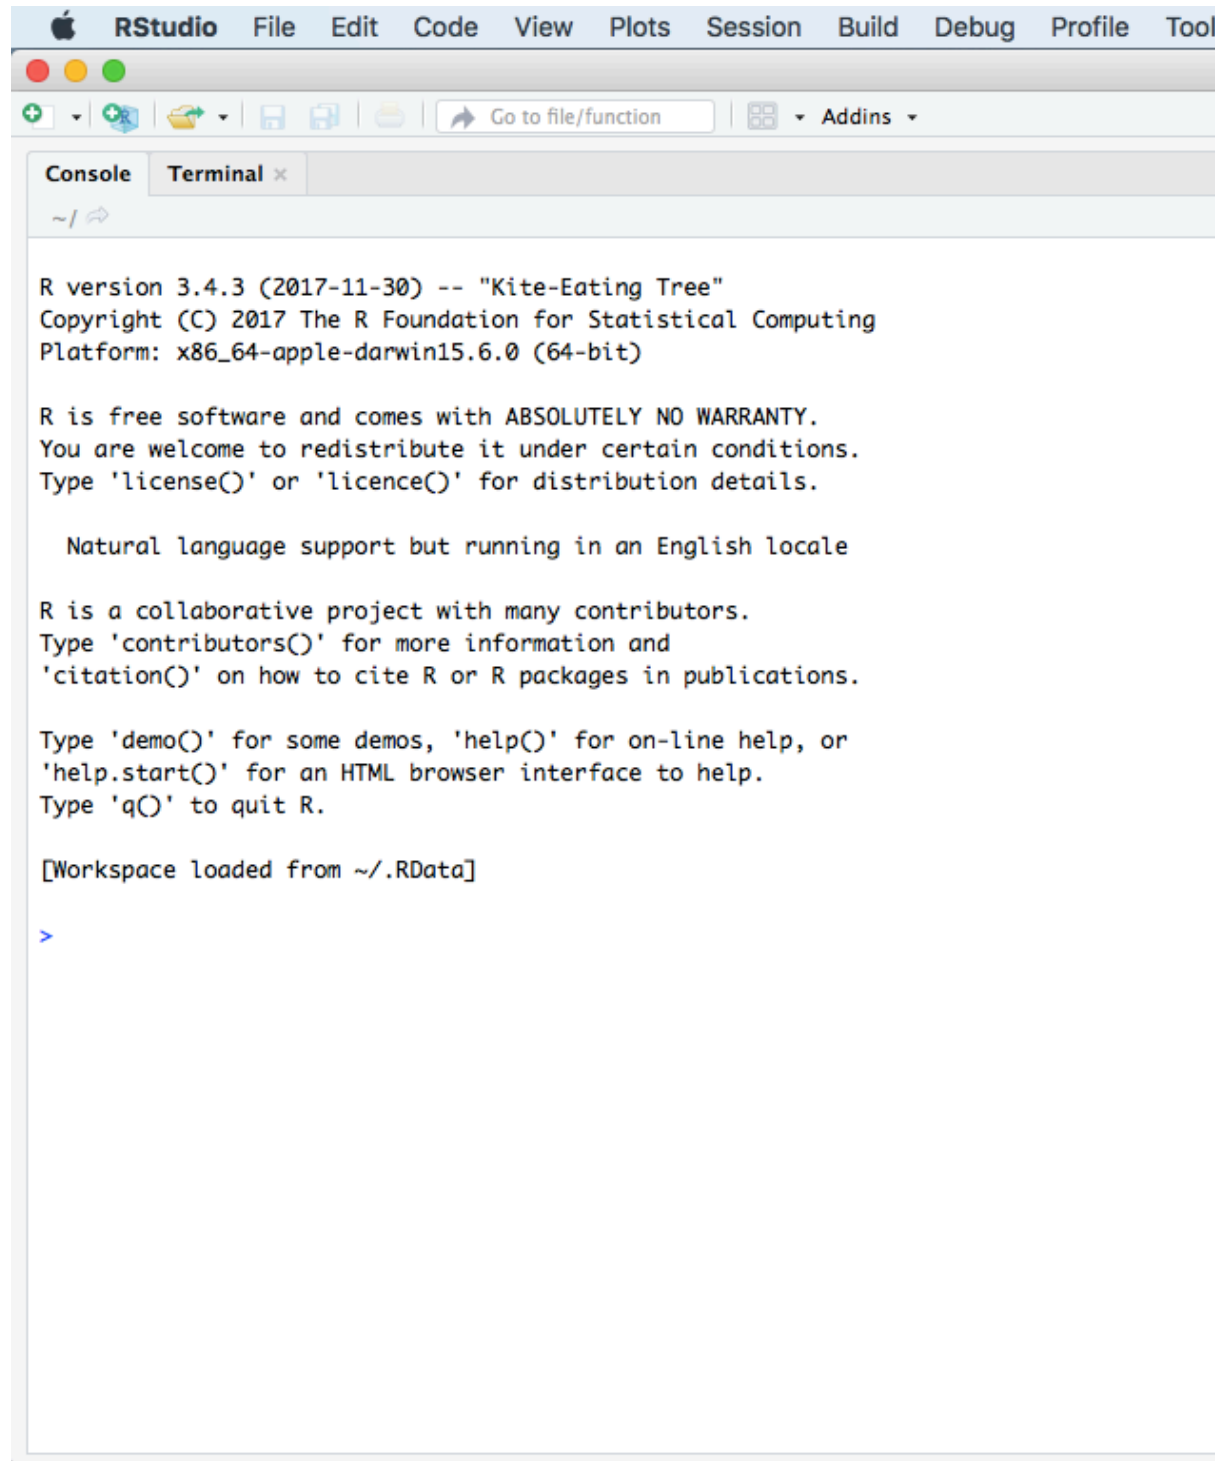 RStudio File Edit Code View Plots Session Build Debug Profile Tool
Go to file/function Addins
Console Terminal ×
~/
R version 3.4.3 (2017-11-30) -- "Kite-Eating Tree"
Copyright (C) 2017 The R Foundation for Statistical Computing
Platform: x86_64-apple-darwin15.6.0 (64-bit)
R is free software and comes with ABSOLUTELY NO WARRANTY.
You are welcome to redistribute it under certain conditions.
Type 'license()' or 'licence()' for distribution details.
Natural language support but running in an English locale
R is a collaborative project with many contributors.
Type 'contributors()' for more information and
'citation()' on how to cite R or R packages in publications.
Type 'demo()' for some demos, 'help()' for on-line help, or
'help.start()' for an HTML browser interface to help.
Type 'q()' to quit R.
[Workspace loaded from ~/.RData]
>